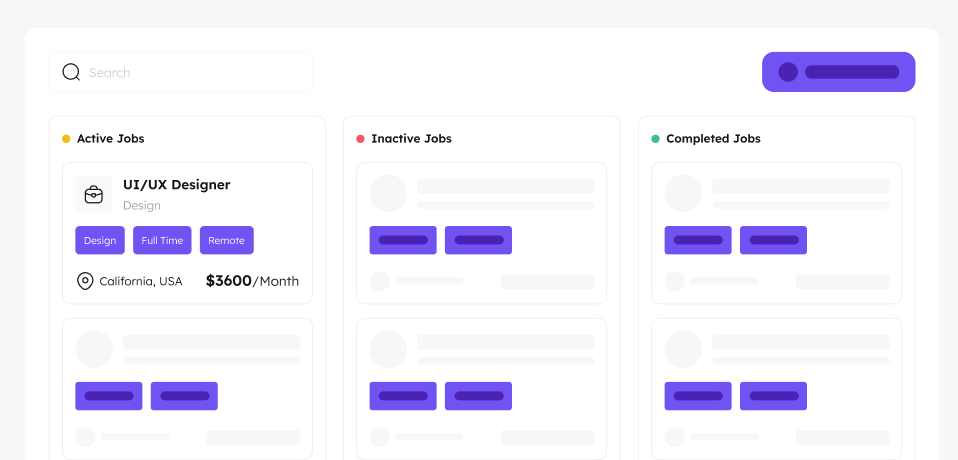 Search
Active Jobs
UI/UX Designer
Design
Design Full Time Remote
California, USA $3600/Month
Inactive Jobs
Completed Jobs